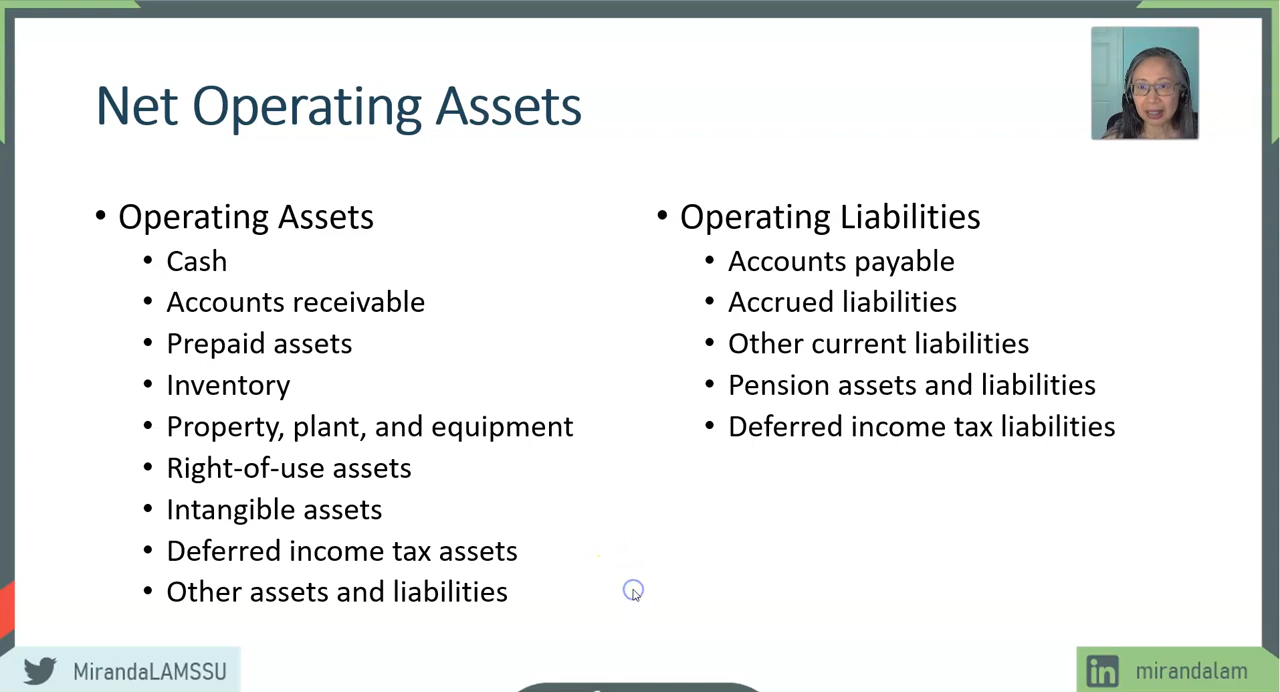 Net Operating Assets
• Operating Assets
• Cash
• Accounts receivable
• Prepaid assets
• Inventory
• Property, plant, and equipment
• Right-of-use assets
• Intangible assets
• Deferred income tax assets
• Other assets and liabilities
• Operating Liabilities
• Accounts payable
• Accrued liabilities
• Other current liabilities
• Pension assets and liabilities
• Deferred income tax liabilities
MirandaLAMSSU
in mirandalam